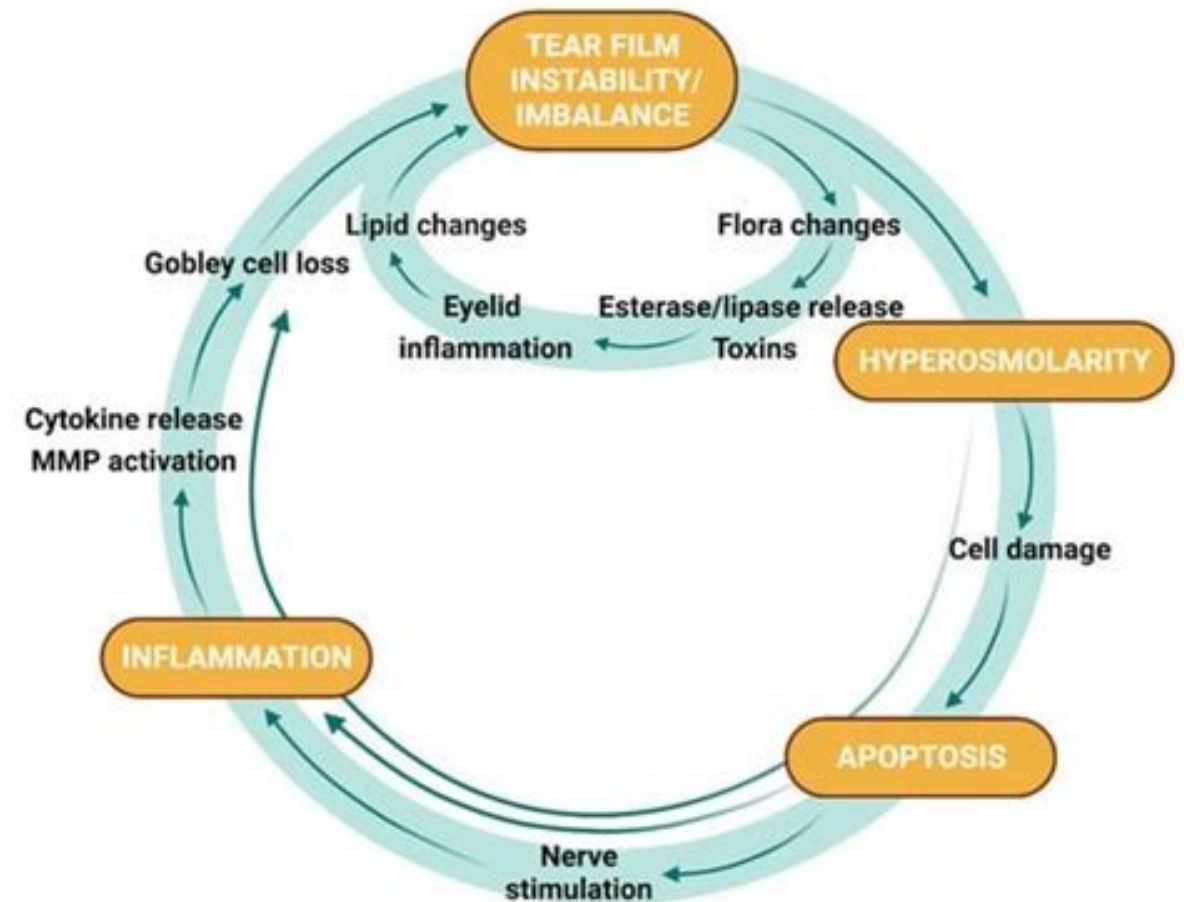 TEAR FILM
INSTABILITY/
IMBALANCE
Lipid changes
Flora changes
Gobley cell loss
Eyelid
inflammation
Esterase/lipase release
Toxins
HYPEROSMOLARITY
Cytokine release
MMP activation
Cell damage
INFLAMMATION
APOPTOSIS
Nerve
stimulation